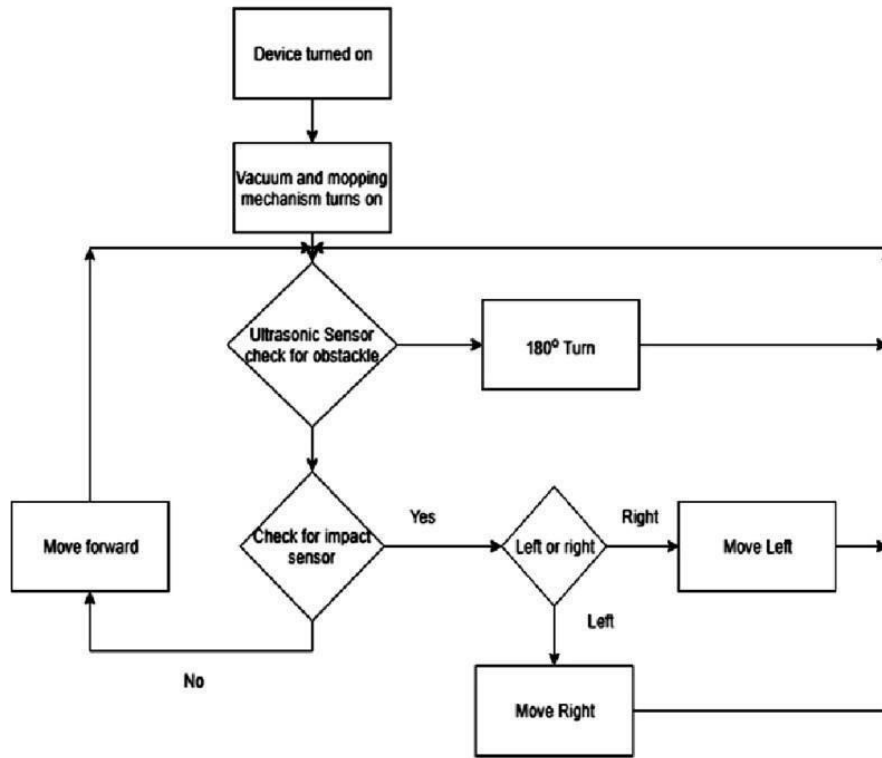 Device turned on
Vacuum and mopping
mechanism turns on
Ultrasonic Sensor
check for obstackle
180° Turn
Move forward
Check for impact
sensor
Yes
Left or right
Right
Move Left
Left
No
Move Right